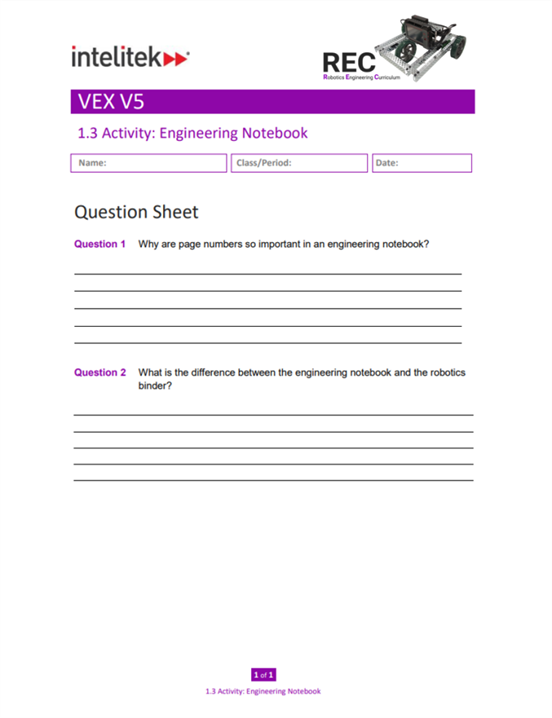 intelitek
REC
Robotics Engineering Curriculum
VEX V5
1.3 Activity: Engineering Notebook
Name: Class/Period: Date:
Question Sheet
Question 1 Why are page numbers so important in an engineering notebook?
Question 2 What is the difference between the engineering notebook and the robotics
binder?
1 of 1
1.3 Activity: Engineering Notebook